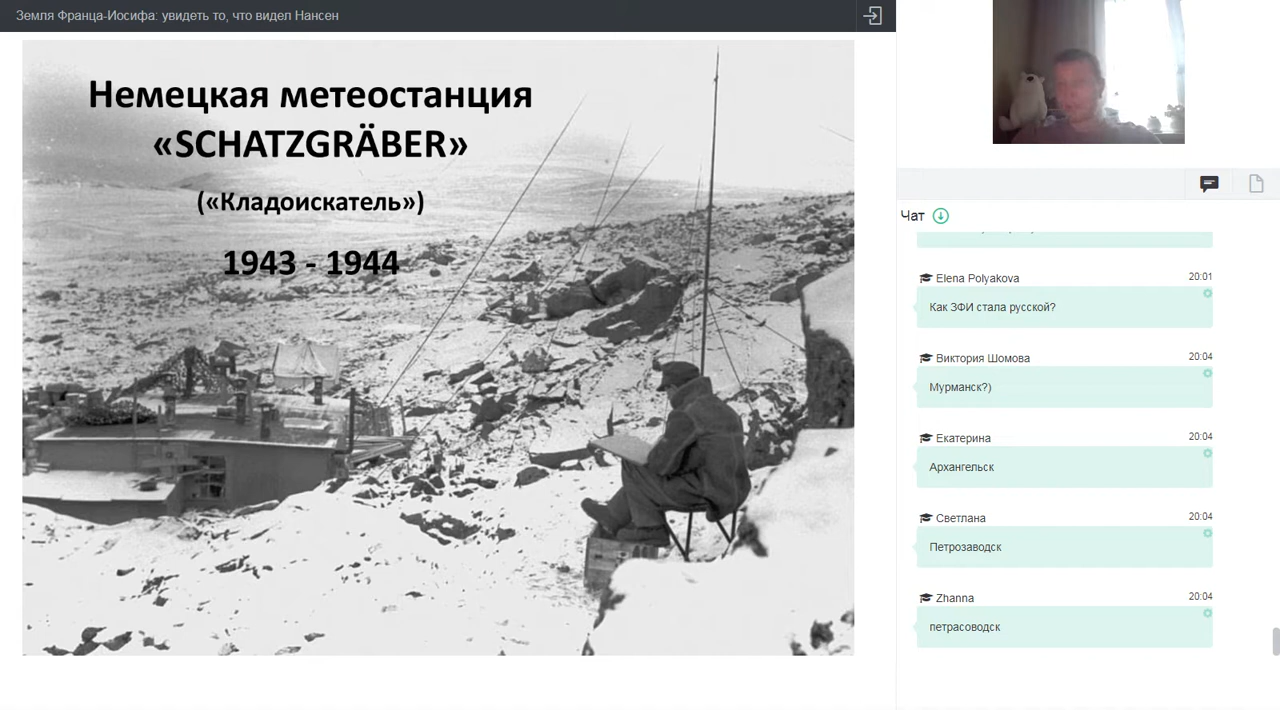 Земля Франца-Иосифа: увидеть то, что видел Нансен
Немецкая метеостанция
«SCHATZGRÄBER»
(«Кладоискатель»)
1943 - 1944
Чат
Elena Polyakova 20:01
Как ЗФИ стала русской?
Виктория Шомова 20:04
Мурманск?)
Екатерина 20:04
Архангельск
Светлана 20:04
Петрозаводск
Zhanna 20:04
петрасоводск